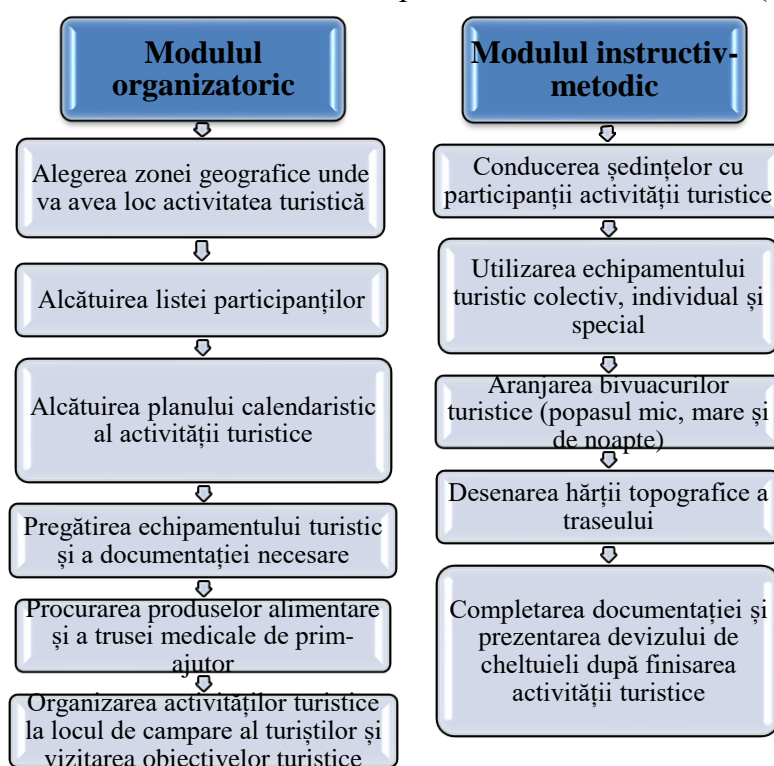 Modulul
organizatoric
Alegerea zonei geografice unde
va avea loc activitatea turistică
Alcătuirea listei participanților
Alcătuirea planului calendaristic
al activității turistice
Pregătirea echipamentului turistic
și a documentației necesare
Procurarea produselor alimentare
și a trusei medicale de prim-
ajutor
Organizarea activităților turistice
la locul de campare al turiștilor și
vizitarea obiectivelor turistice
Modulul instructiv-
metodic
Conducerea ședințelor cu
participanții activității turistice
Utilizarea echipamentului
turistic colectiv, individual și
special
Aranjarea bivuacurilor
turistice (popasul mic, mare și
de noapte)
Desenarea hărții topografice a
traseului
Completarea documentației și
prezentarea devizului de
cheltuieli după finisarea
activității turistice